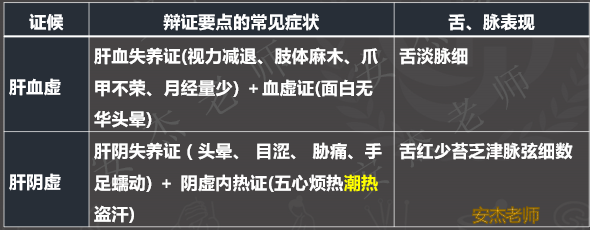 证候 辩证要点的常见症状 舌、脉表现
肝血虚
肝血失养证(视力减退、肢体麻木、爪
甲不荣、月经量少) +血虚证(面白无
华头晕)
舌淡脉细
肝阴虚
肝阴失养证 ( 头晕、 目涩、 胁痛、手
足蠕动) + 阴虚内热证(五心烦热潮热
盗汗)
舌红少苔乏津脉弦细数
安杰老师
安杰老师